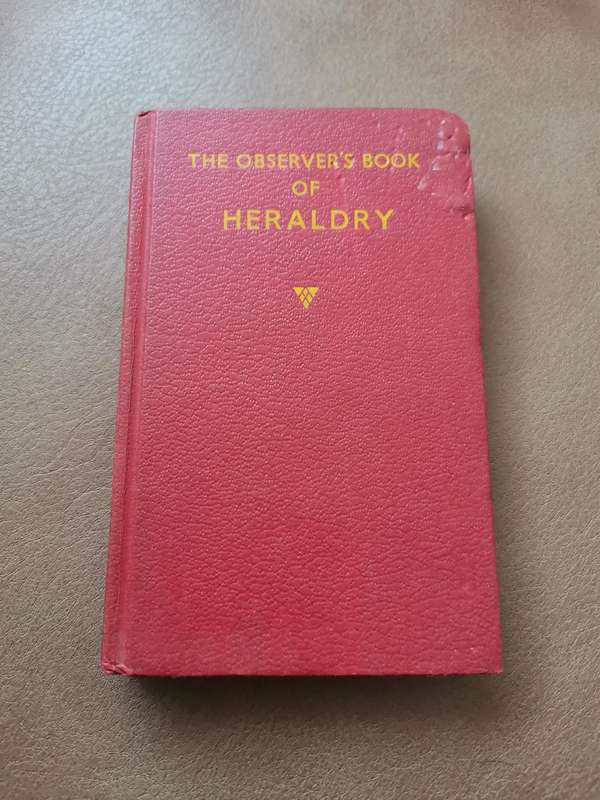 THE OBSERVER'S BOOK
OF
HERALDRY